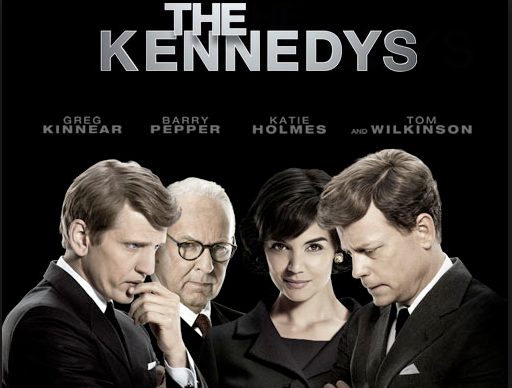 THE
KENNEDYS
GREG KINNEAR
BARRY PEPPER
KATIE HOLMES
AND TOM WILKINSON